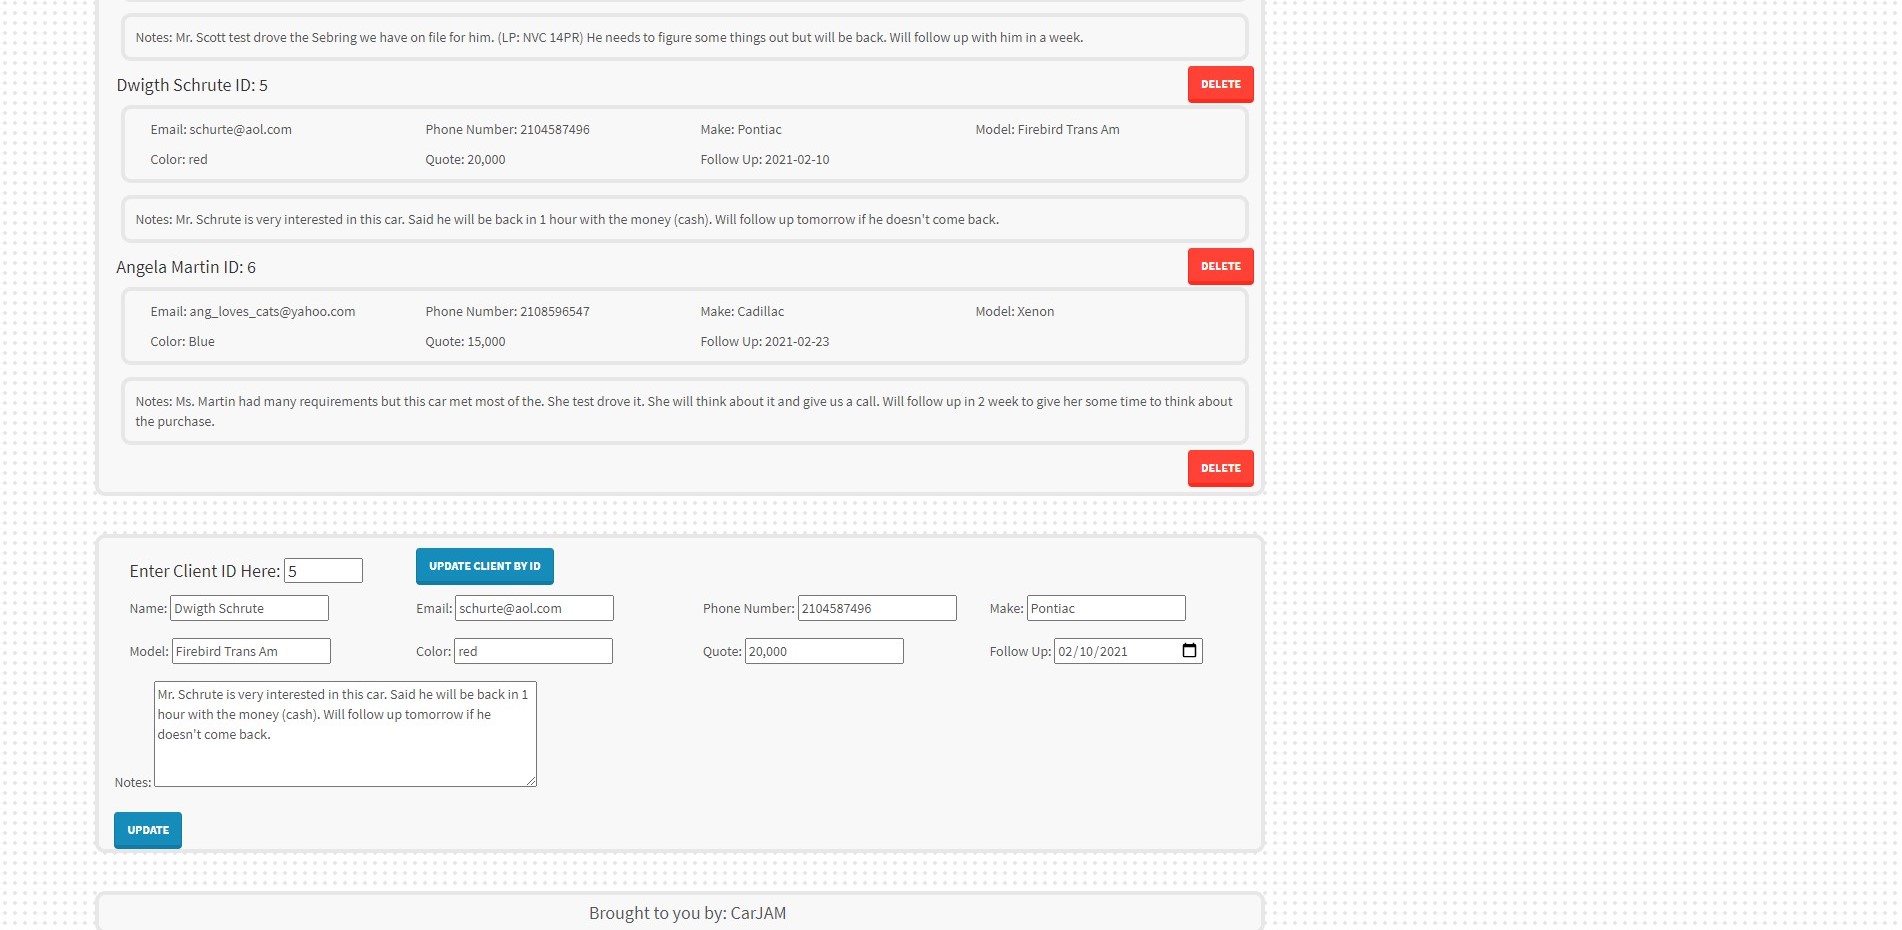 Notes: Mr. Scott test drove the Sebring we have on file for him. (LP: NVC 14PR) He needs to figure some things out but will be back. Will follow up with him in a week.
Dwigth Schrute ID: 5
DELETE
Email: schurte@aol.com
Phone Number: 2104587496
Make: Pontiac
Model: Firebird Trans Am
Color: red
Quote: 20,000
Follow Up: 2021-02-10
Notes: Mr. Schrute is very interested in this car. Said he will be back in 1 hour with the money (cash). Will follow up tomorrow if he doesn't come back.
Angela Martin ID: 6
DELETE
Email: ang_loves_cats@yahoo.com
Phone Number: 2108596547
Make: Cadillac
Model: Xenon
Color: Blue
Quote: 15,000
Follow Up: 2021-02-23
Notes: Ms. Martin had many requirements but this car met most of the. She test drove it. She will think about it and give us a call. Will follow up in 2 week to give her some time to think about
the purchase.
DELETE
Enter Client ID Here: 5
UPDATE CLIENT BY ID
Name: Dwigth Schrute
Email: schurte@aol.com
Phone Number: 2104587496
Make: Pontiac
Model: Firebird Trans Am
Color: red
Quote: 20,000
Follow Up: 02/10/2021
Mr. Schrute is very interested in this car. Said he will be back in 1
hour with the money (cash). Will follow up tomorrow if he
doesn't come back.
Notes:
UPDATE
Brought to you by: CarJAM